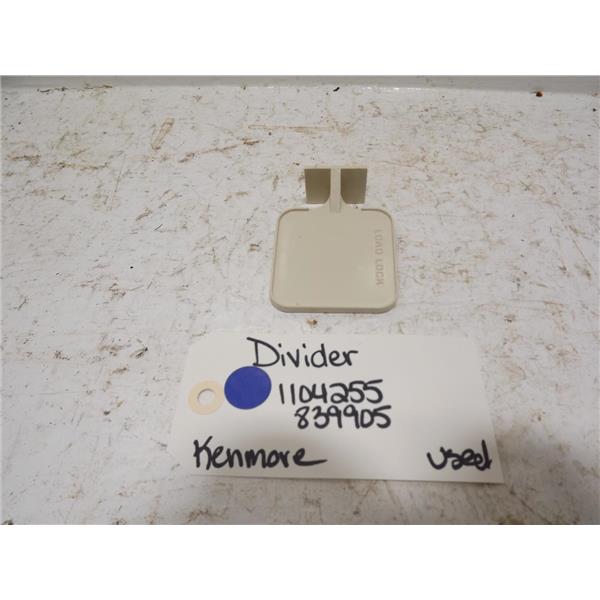 LOAD LOCK
Divider
1104255
839905
Kenmore used